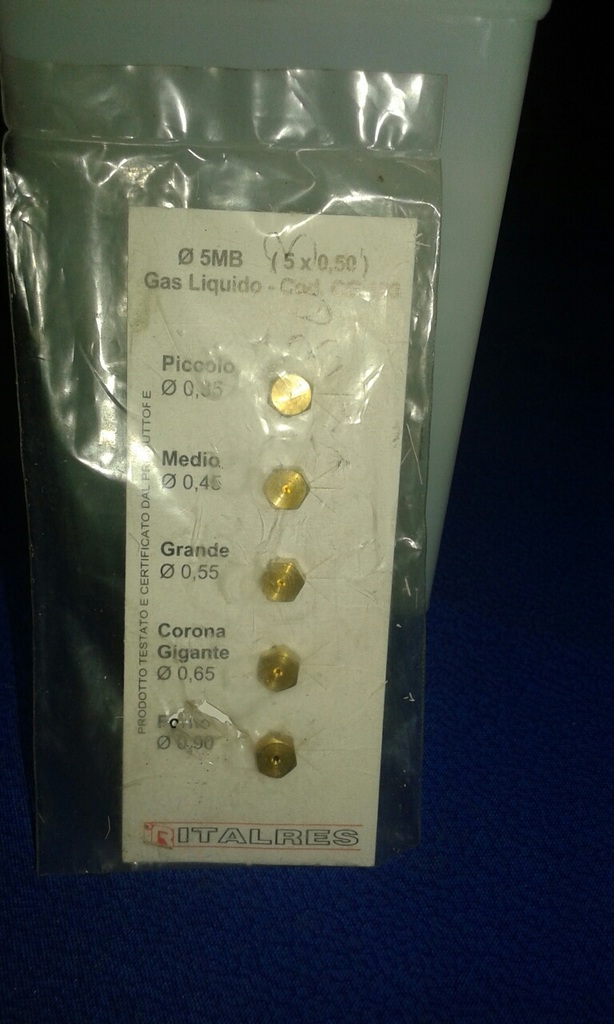 Ø 5MB ( 5 x 0,50 )
Gas Liquido - Cod.
Piccolo
Ø 0,35
Medio
Ø 0,45
Grande
Ø 0,55
Corona
Gigante
Ø 0,65
Forno
Ø 0,90
PRODOTTO TESTATO E CERTIFICATO DAL PRODUTTORE
ITALRES